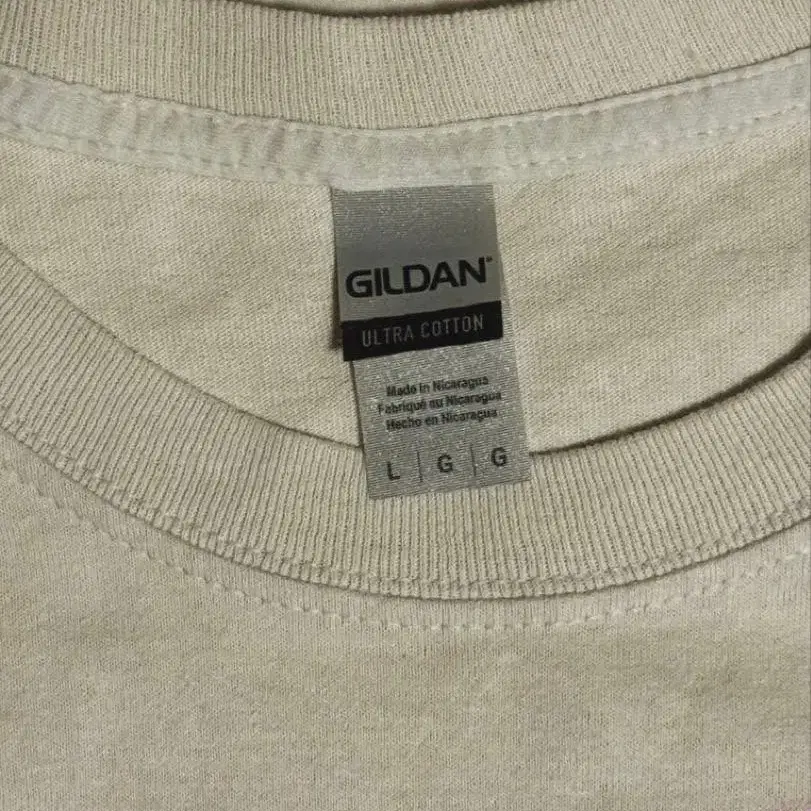 GILDAN
ULTRA COTTON
Made in Nicaragua
Fabriqué au Nicaragua
Hecho en Nicaragua
L | G | G